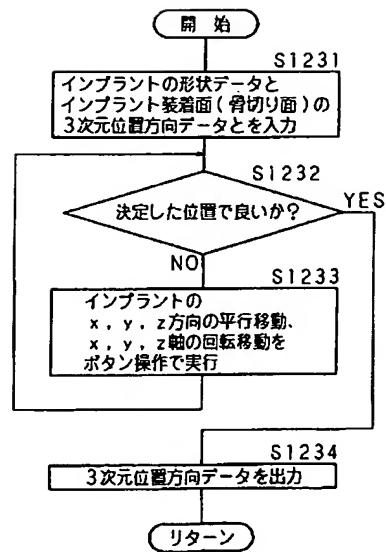 開 始
S1231
インプラントの形状データと
インプラント装着面(骨切り面)の
3次元位置方向データとを入力
S1232
決定した位置で良いか?
YES
NO
S1233
インプラントの
x, y, z方向の平行移動、
x, y, z軸の回転移動を
ボタン操作で実行
S1234
3次元位置方向データを出力
リターン